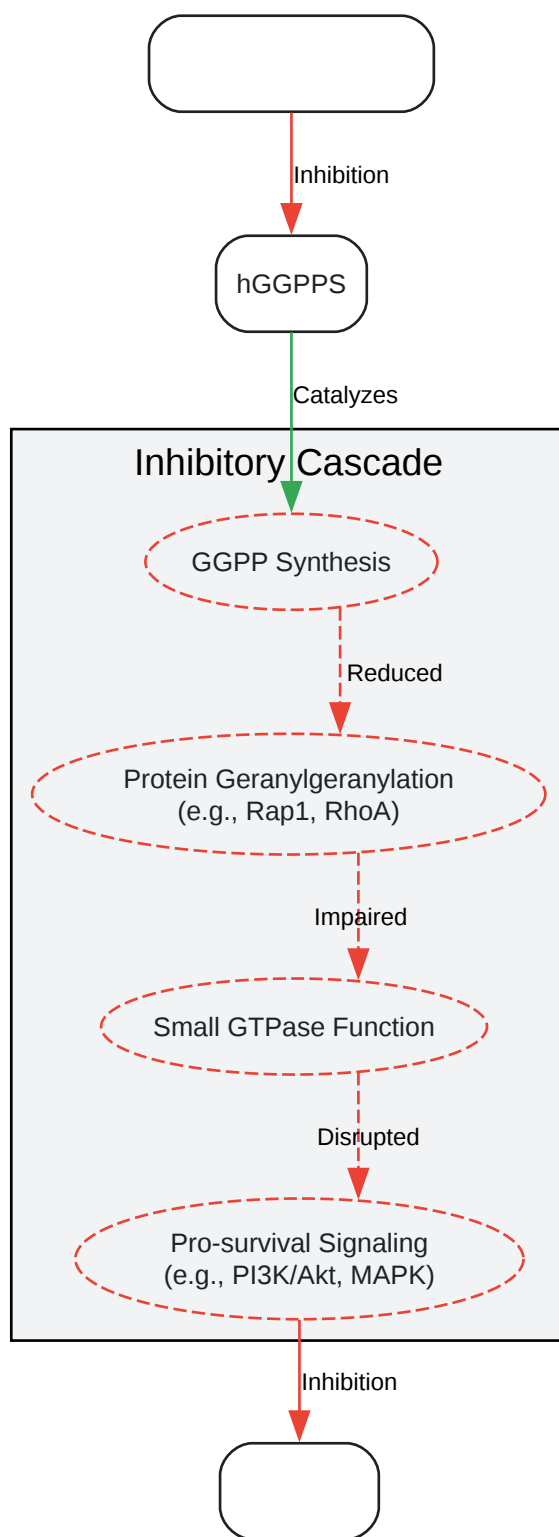 Inhibition
hGGPPS
Catalyzes
Inhibitory Cascade
GGPP Synthesis
Reduced
Protein Geranylgeranylation
(e.g., Rap1, RhoA)
Impaired
Small GTPase Function
Disrupted
Pro-survival Signaling
(e.g., PI3K/Akt, MAPK)
Inhibition